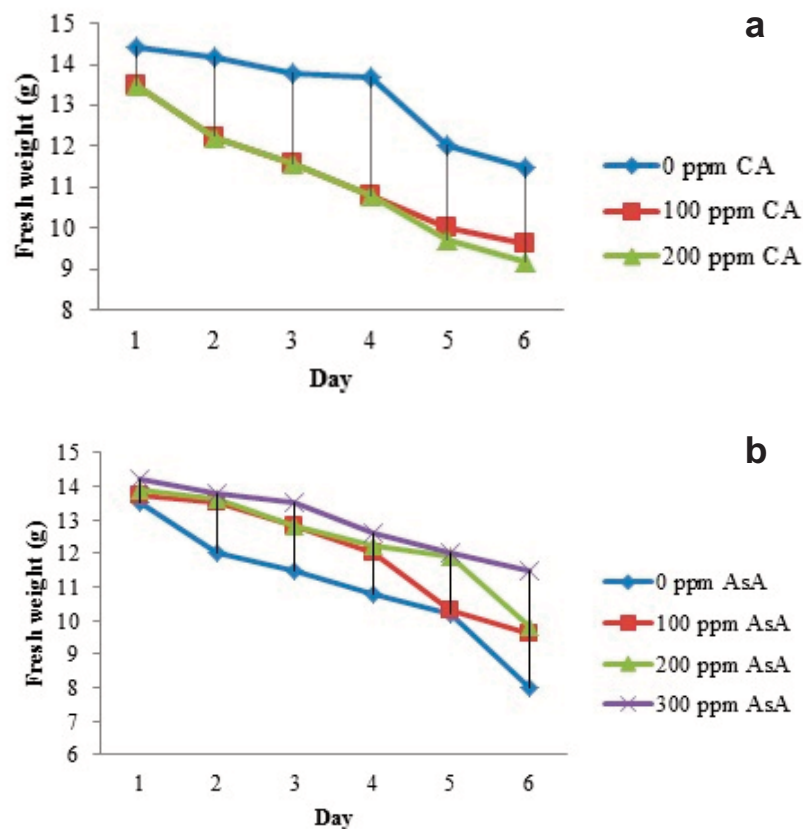 a
15
14
13
12
11
10
9
8
Fresh weight (g)
1 2 3 4 5 6
Day
0 ppm CA
100 ppm CA
200 ppm CA
b
15
14
13
12
11
10
9
8
7
6
Fresh weight (g)
1 2 3 4 5 6
Day
0 ppm AsA
100 ppm AsA
200 ppm AsA
300 ppm AsA